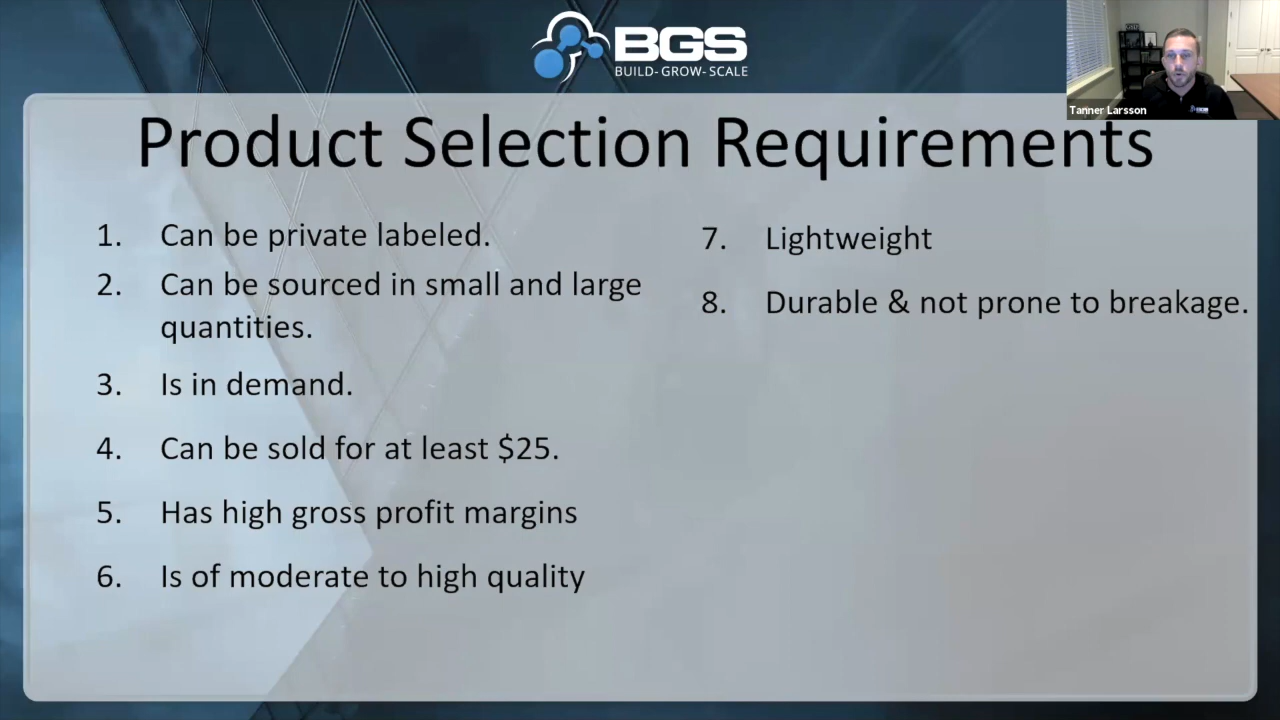 BGS
BUILD-GROW-SCALE
Tanner Larsson
Product Selection Requirements
1. Can be private labeled.
2. Can be sourced in small and large
quantities.
3. Is in demand.
4. Can be sold for at least $25.
5. Has high gross profit margins
6. Is of moderate to high quality
7. Lightweight
8. Durable & not prone to breakage.